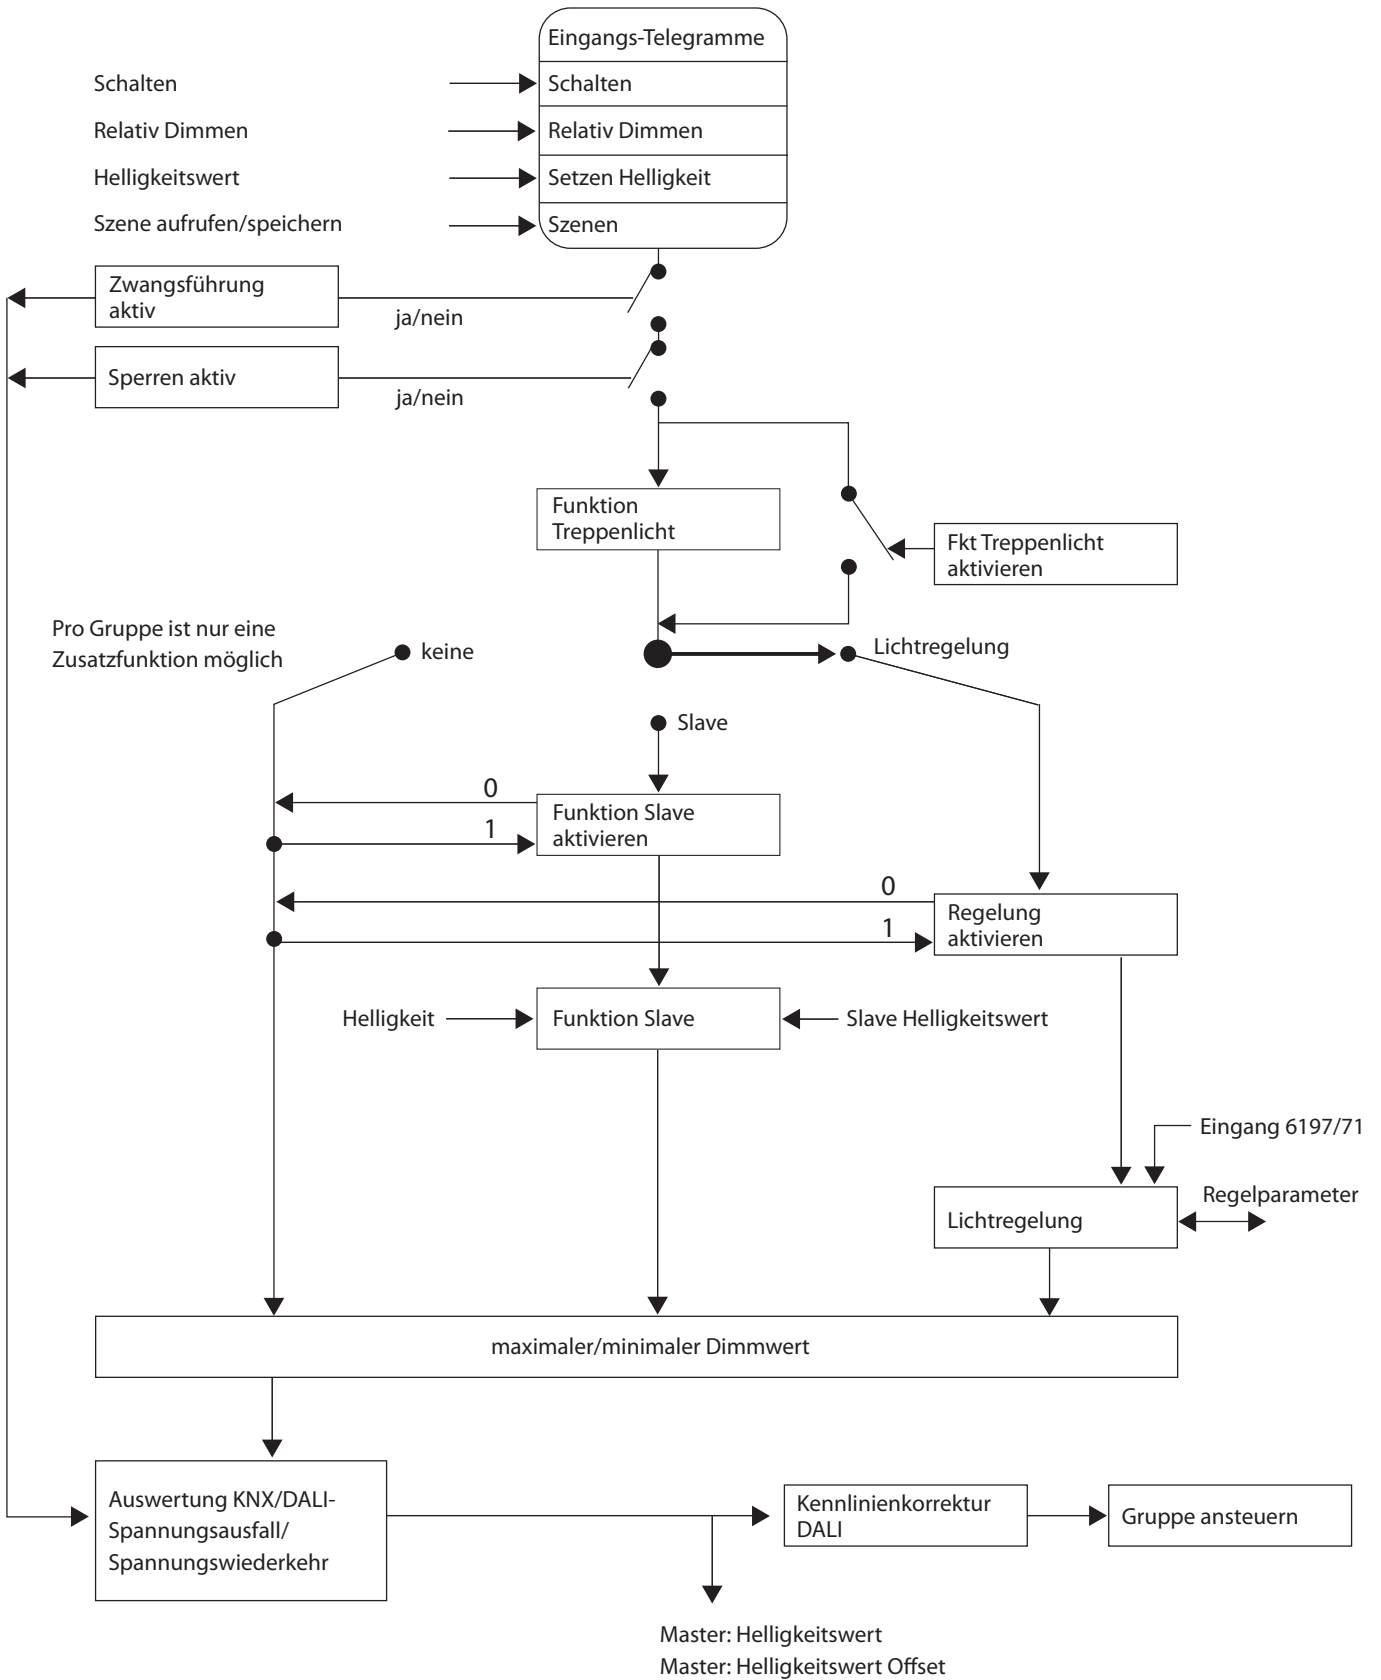 Eingangs-Telegramme
Schalten
Schalten
Relativ Dimmen
Relativ Dimmen
Helligkeitswert
Setzen Helligkeit
Szene aufrufen/speichern
Szenen
Zwangsführung
aktiv
ja/nein
Sperren aktiv
ja/nein
Funktion
Treppenlicht
Fkt Treppenlicht
aktivieren
Pro Gruppe ist nur eine
Zusatzfunktion möglich
keine
Lichtregelung
Slave
0
1
Funktion Slave
aktivieren
0
1
Regelung
aktivieren
Helligkeit
Funktion Slave
Slave Helligkeitswert
Eingang 6197/71
Regelparameter
Lichtregelung
maximaler/minimaler Dimmwert
Auswertung KNX/DALI-
Spannungsausfall/
Spannungswiederkehr
Kennlinienkorrektur
DALI
Gruppe ansteuern
Master: Helligkeitswert
Master: Helligkeitswert Offset